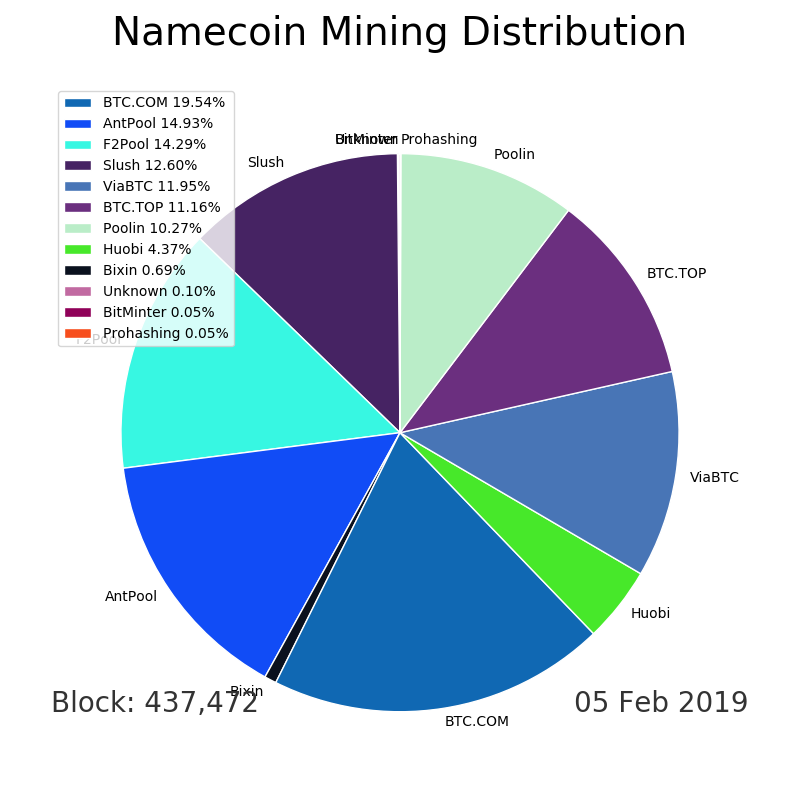 Namecoin Mining Distribution
BTC.COM 19.54%
AntPool 14.93%
F2Pool 14.29%
Slush 12.60%
ViaBTC 11.95%
BTC.TOP 11.16%
Poolin 10.27%
Huobi 4.37%
Bixin 0.69%
Unknown 0.10%
BitMinter 0.05%
Prohashing 0.05%
Unknown
BitMinter
Prohashing
Poolin
Slush
BTC.TOP
F2Pool
ViaBTC
AntPool
Huobi
Bixin
BTC.COM
Block: 437,472
05 Feb 2019